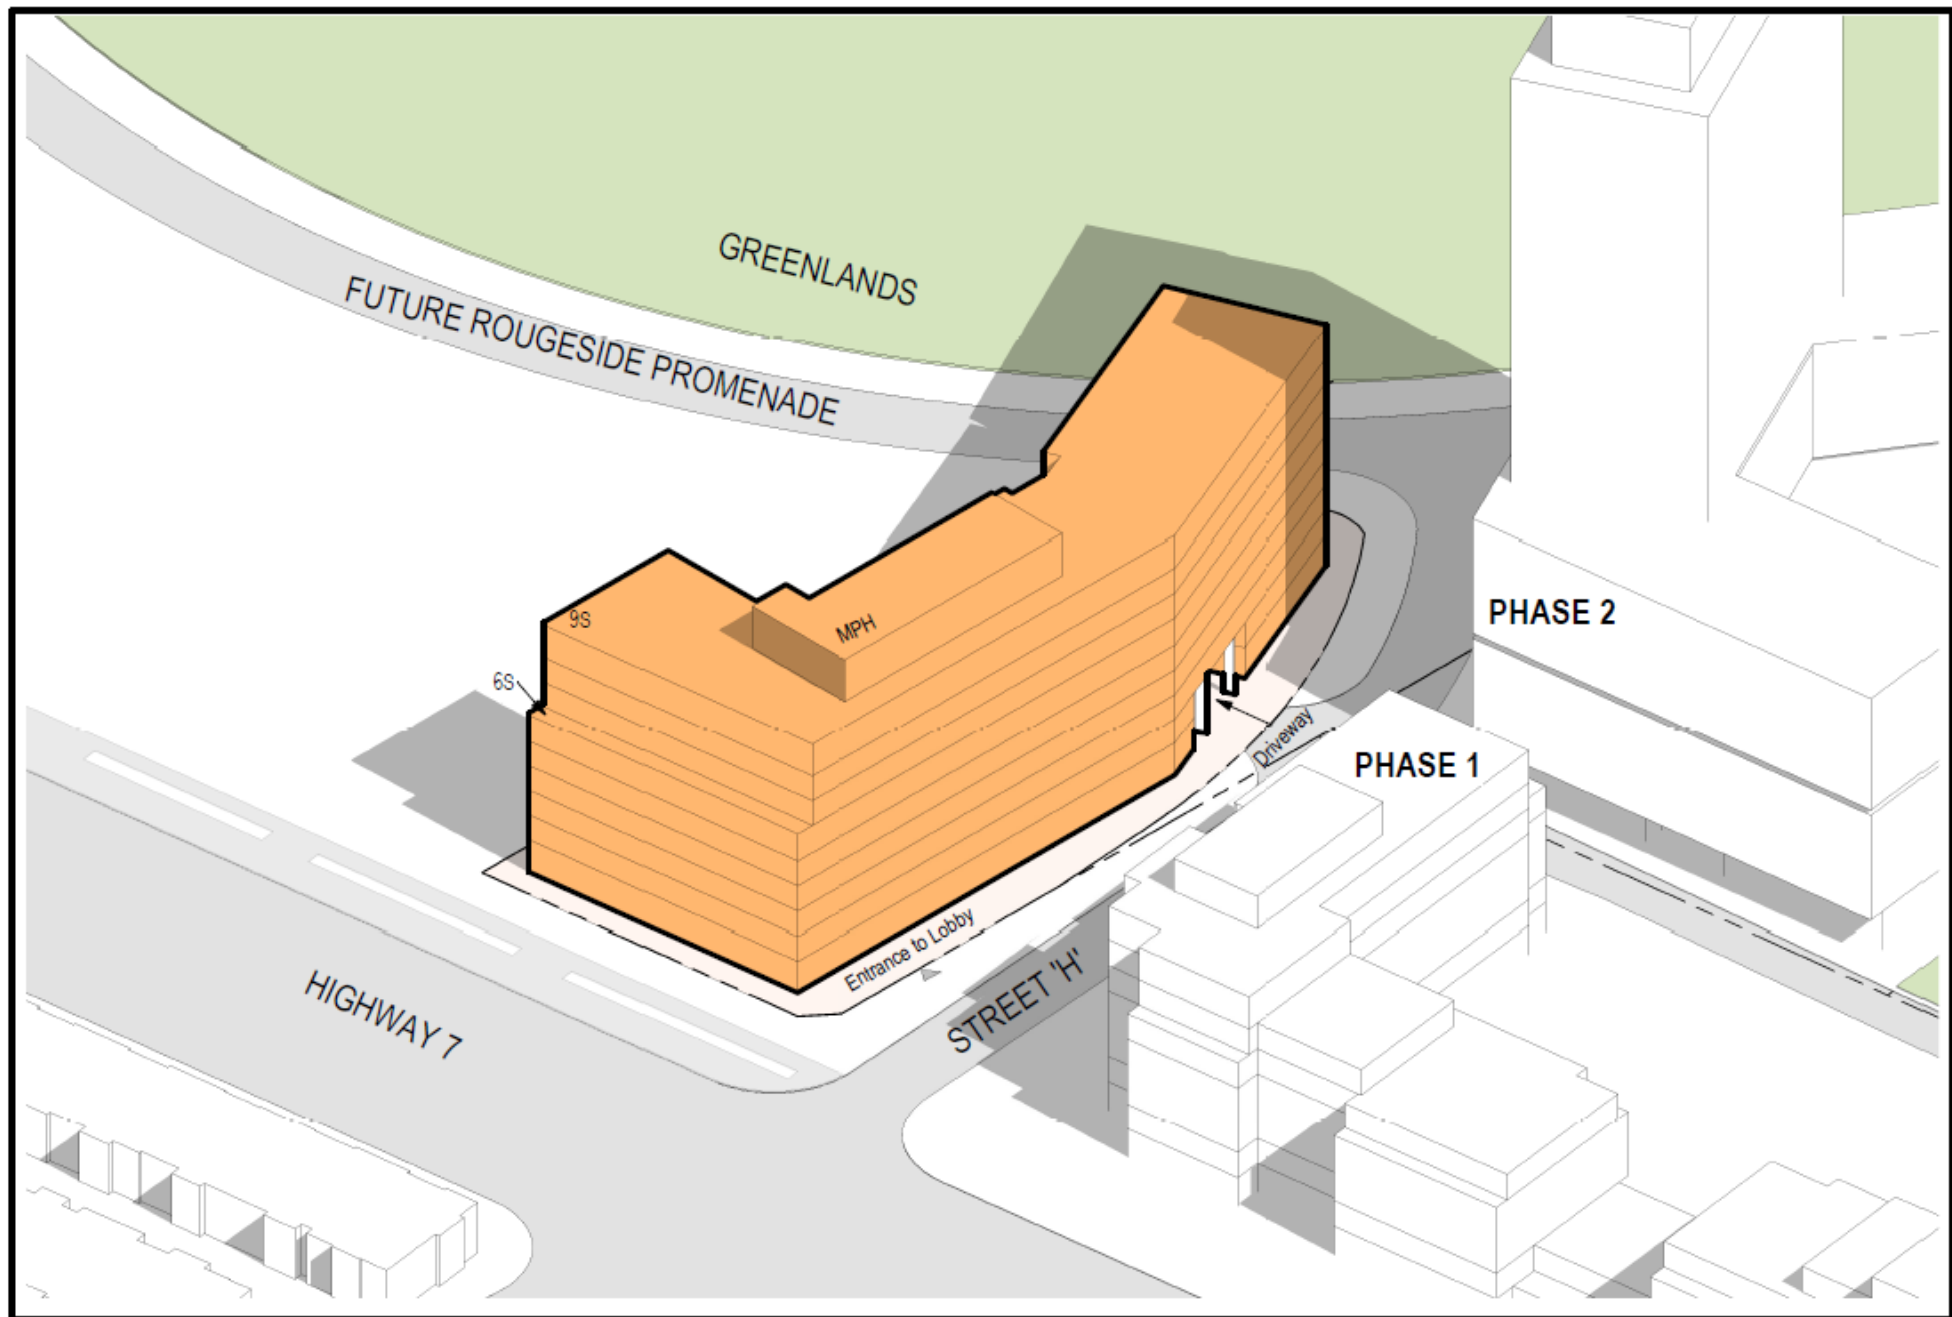 GREENLANDS
FUTURE ROUGESIDE PROMENADE
9S
6S
MPH
PHASE 2
Driveway
PHASE 1
Entrance to Lobby
STREET 'H'
HIGHWAY 7